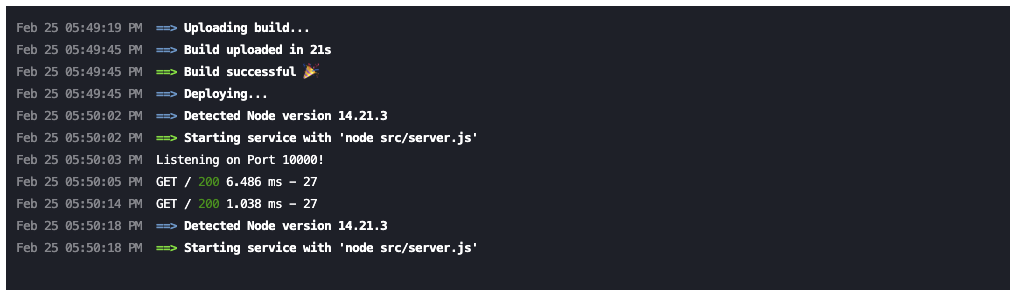 Feb 25 05:49:19 PM ==> Uploading build...
Feb 25 05:49:45 PM ==> Build uploaded in 21s
Feb 25 05:49:45 PM ==> Build successful 🎉
Feb 25 05:49:45 PM ==> Deploying...
Feb 25 05:50:02 PM ==> Detected Node version 14.21.3
Feb 25 05:50:02 PM ==> Starting service with 'node src/server.js'
Feb 25 05:50:03 PM Listening on Port 10000!
Feb 25 05:50:05 PM GET / 200 6.486 ms - 27
Feb 25 05:50:14 PM GET / 200 1.038 ms - 27
Feb 25 05:50:18 PM ==> Detected Node version 14.21.3
Feb 25 05:50:18 PM ==> Starting service with 'node src/server.js'